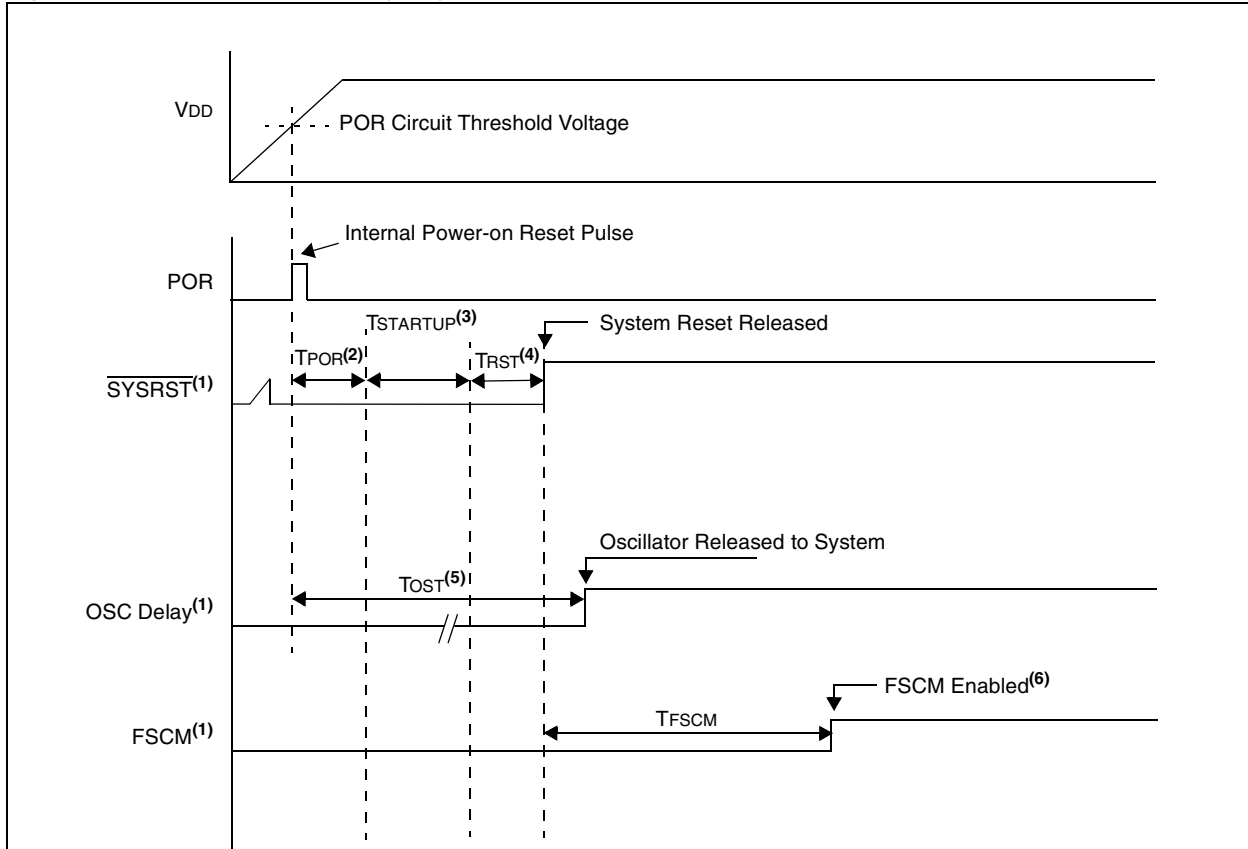 VDD
POR Circuit Threshold Voltage
Internal Power-on Reset Pulse
POR
TSTARTUP(3)
System Reset Released
TPOR(2)
TRST(4)
SYSRST(1)
Oscillator Released to System
TOST(5)
OSC Delay(1)
FSCM Enabled(6)
TFSCM
FSCM(1)